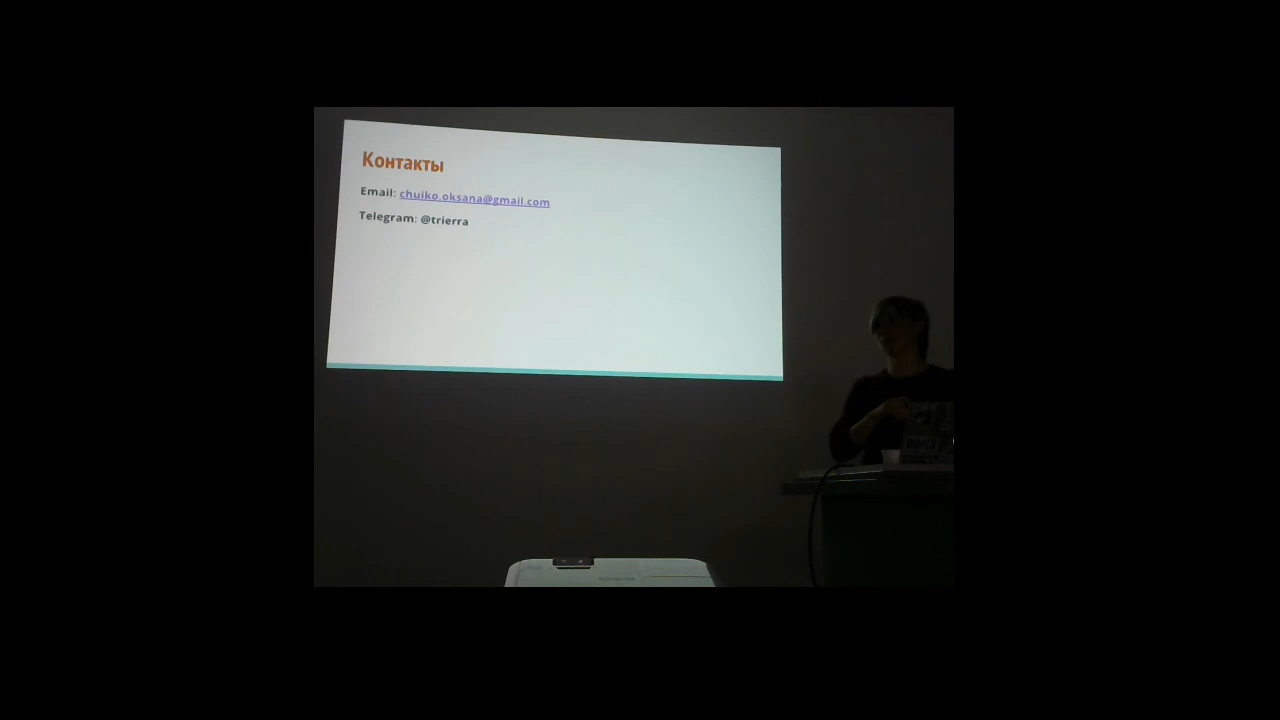 Контакты
Email: chuiko.oksana@gmail.com
Telegram: @trierra